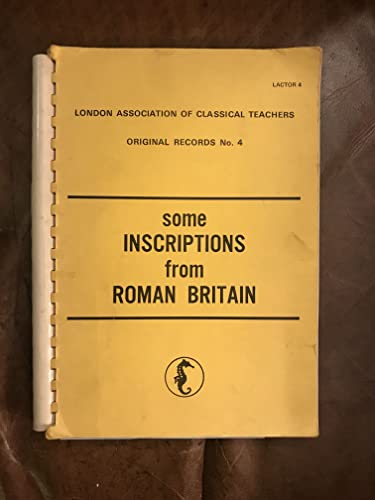 LACTOR 4
LONDON ASSOCIATION OF CLASSICAL TEACHERS
ORIGINAL RECORDS No. 4
some
INSCRIPTIONS
from
ROMAN BRITAIN